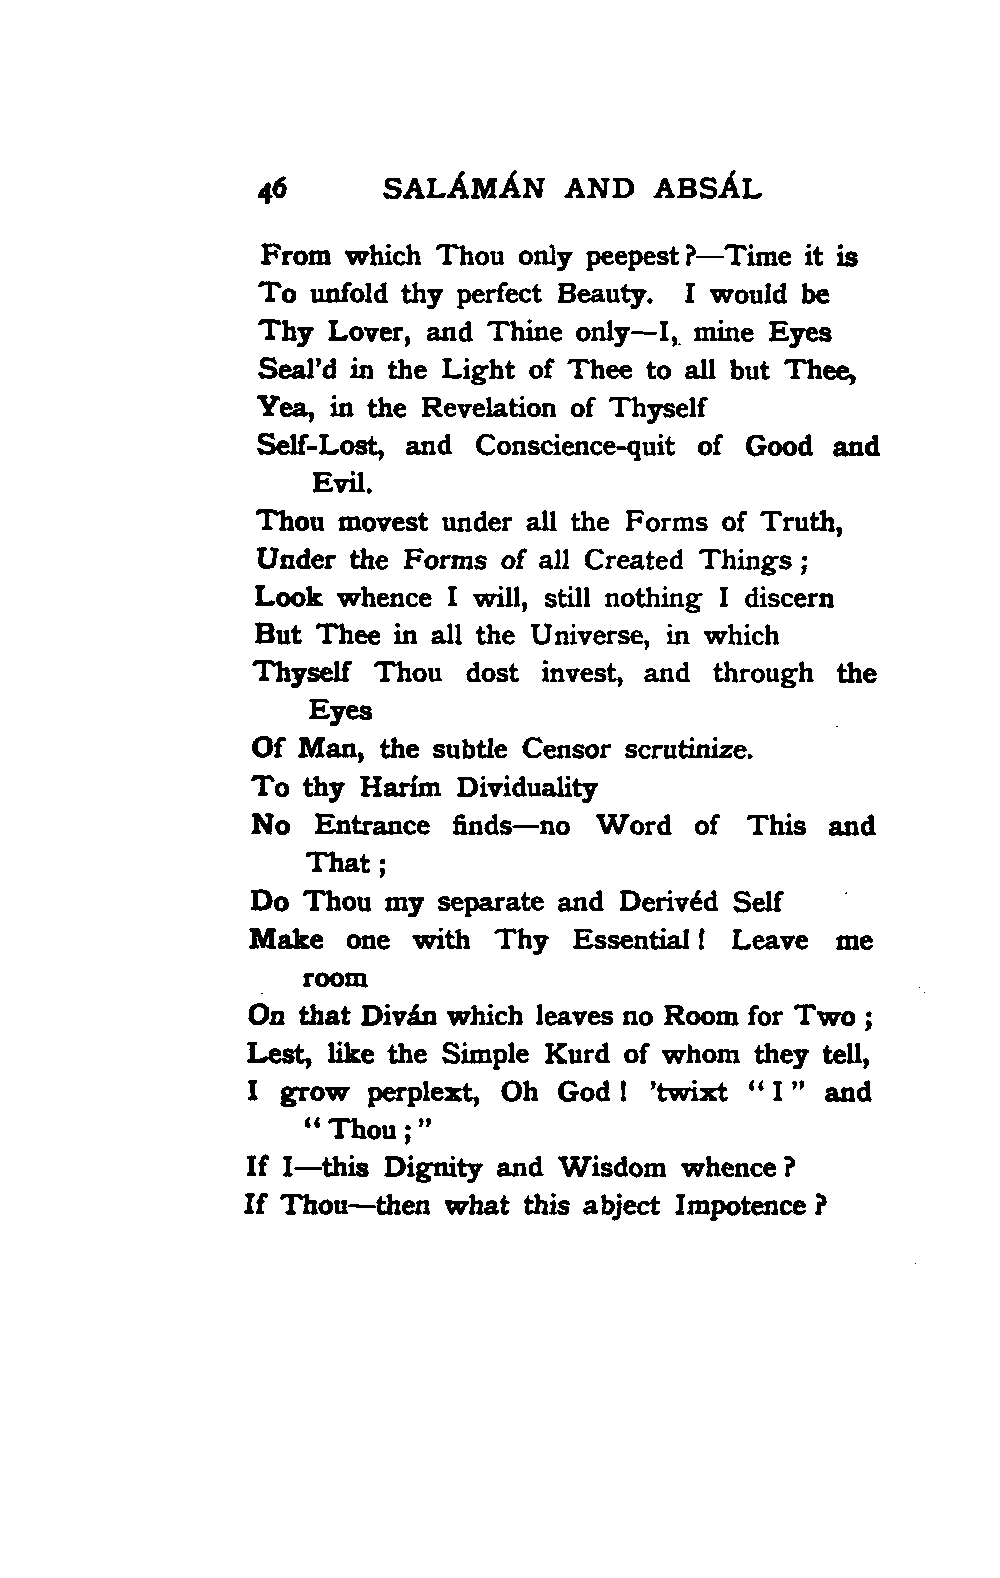 46 SALÁMÁN AND ABSÁL
From which Thou only peepest?—Time it is
To unfold thy perfect Beauty. I would be
Thy Lover, and Thine only—I, mine Eyes
Seal'd in the Light of Thee to all but Thee,
Yea, in the Revelation of Thyself
Self-Lost, and Conscience-quit of Good and
Evil.
Thou movest under all the Forms of Truth,
Under the Forms of all Created Things;
Look whence I will, still nothing I discern
But Thee in all the Universe, in which
Thyself Thou dost invest, and through the
Eyes
Of Man, the subtle Censor scrutinize.
To thy Harím Dividuality
No Entrance finds—no Word of This and
That;
Do Thou my separate and Derivéd Self
Make one with Thy Essential! Leave me
room
On that Diván which leaves no Room for Two;
Lest, like the Simple Kurd of whom they tell,
I grow perplext, Oh God! 'twixt "I" and
"Thou;"
If I—this Dignity and Wisdom whence?
If Thou—then what this abject Impotence?